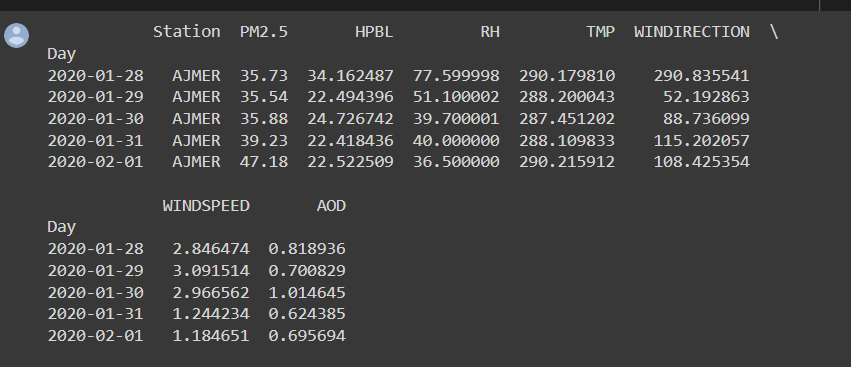 Station PM2.5 HPBL RH TMP WINDIRECTION \
Day
2020-01-28 AJMER 35.73 34.162487 77.599998 290.179810 290.835541
2020-01-29 AJMER 35.54 22.494396 51.100002 288.200043 52.192863
2020-01-30 AJMER 35.88 24.726742 39.700001 287.451202 88.736099
2020-01-31 AJMER 39.23 22.418436 40.000000 288.109833 115.202057
2020-02-01 AJMER 47.18 22.522509 36.500000 290.215912 108.425354
WINDSPEED AOD
Day
2020-01-28 2.846474 0.818936
2020-01-29 3.091514 0.700829
2020-01-30 2.966562 1.014645
2020-01-31 1.244234 0.624385
2020-02-01 1.184651 0.695694